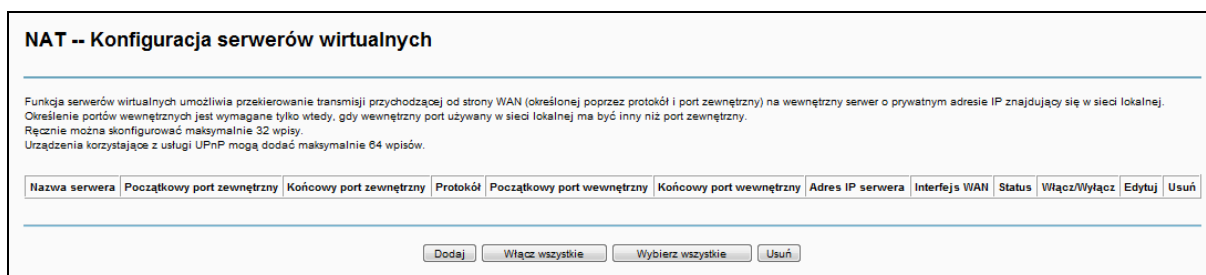 NAT -- Konfiguracja serwerów wirtualnych
Funkcja serwerów wirtualnych umożliwia przekierowanie transmisji przychodzącej od strony WAN (określonej poprzez protokół i port zewnętrzny) na wewnętrzny serwer o prywatnym adresie IP znajdujący się w sieci lokalnej.
Określenie portów wewnętrznych jest wymagane tylko wtedy, gdy wewnętrzny port używany w sieci lokalnej ma być inny niż port zewnętrzny.
Ręcznie można skonfigurować maksymalnie 32 wpisy.
Urządzenia korzystające z usługi UPnP mogą dodać maksymalnie 64 wpisów.
Nazwa serwera Początkowy port zewnętrzny Końcowy port zewnętrzny Protokół Początkowy port wewnętrzny Końcowy port wewnętrzny Adres IP serwera Interfejs WAN Status Włącz/Wyłącz Edytuj Usuń
Dodaj Włącz wszystkie Wybierz wszystkie Usuń